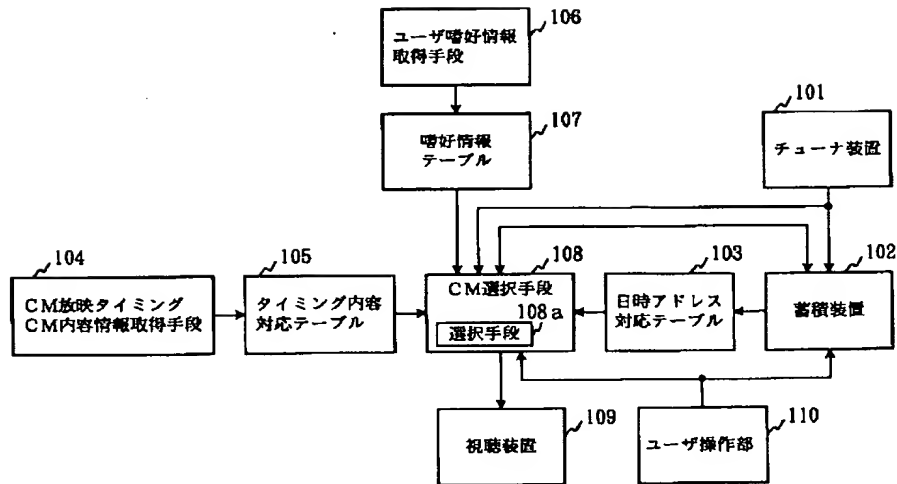 106
ユーザ嗜好情報
取得手段
107
嗜好情報
テーブル
101
チューナ装置
104
CM放映タイミング
CM内容情報取得手段
105
タイミング内容
対応テーブル
108
CM選択手段
108a
選択手段
103
日時アドレス
対応テーブル
102
蓄積装置
109
視聴装置
110
ユーザ操作部